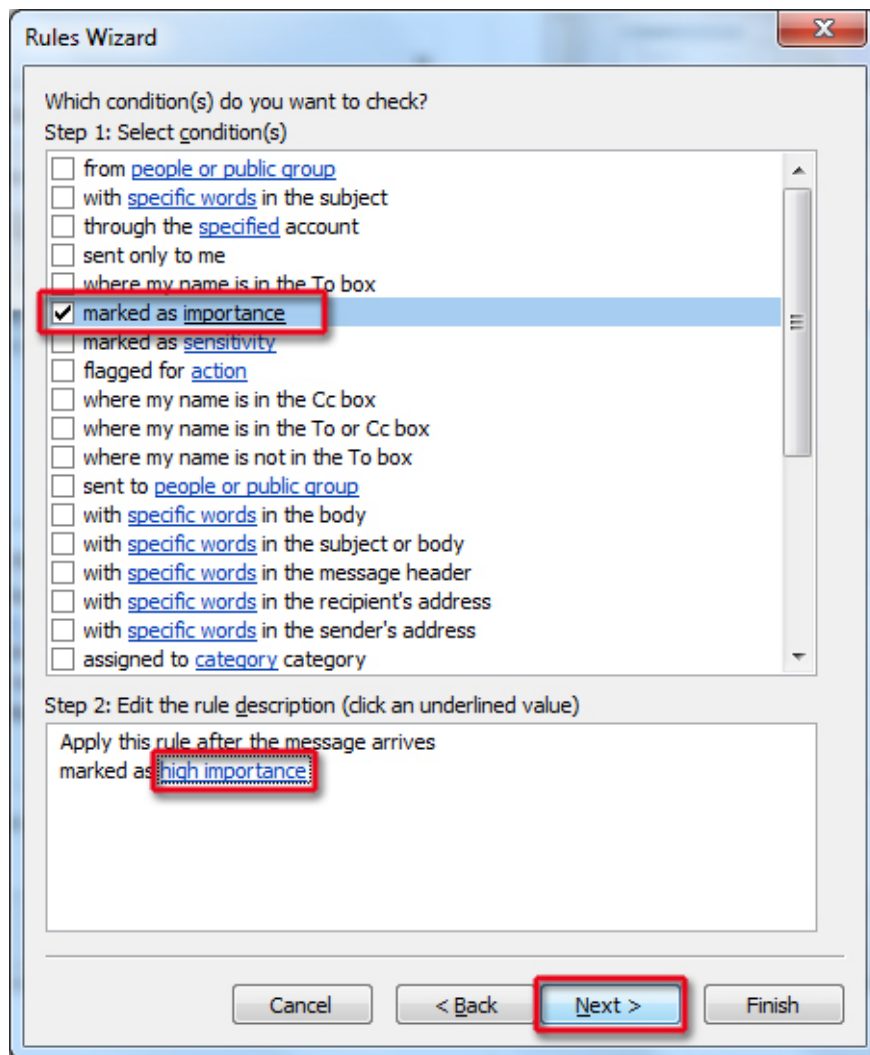 Rules Wizard
Which condition(s) do you want to check?
Step 1: Select condition(s)
from people or public group
with specific words in the subject
through the specified account
sent only to me
where my name is in the To box
marked as importance
marked as sensitivity
flagged for action
where my name is in the Cc box
where my name is in the To or Cc box
where my name is not in the To box
sent to people or public group
with specific words in the body
with specific words in the subject or body
with specific words in the message header
with specific words in the recipient's address
with specific words in the sender's address
assigned to category category
Step 2: Edit the rule description (click an underlined value)
Apply this rule after the message arrives
marked as high importance
Cancel < Back Next > Finish